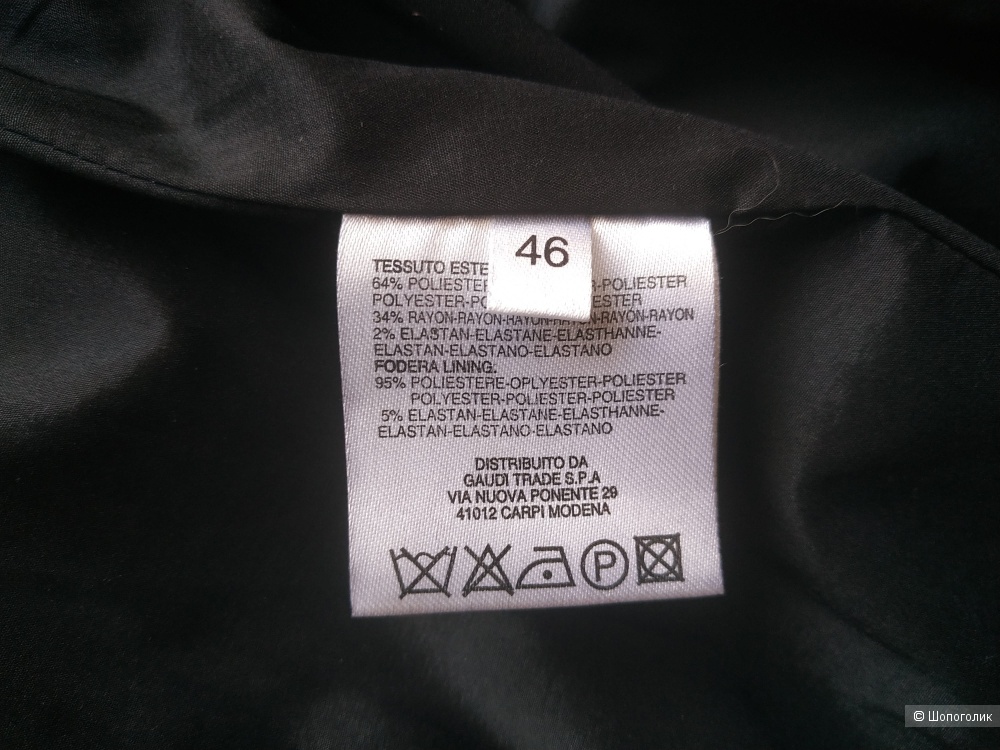 46
TESSUTO ESTE
64% POLIESTER -POLIESTER
POLYESTER-PO ESTER
34% RAYON-RAYON-RAYON-RAYON-RAYON-RAYON
2% ELASTAN-ELASTANE-ELASTHANNE-
ELASTAN-ELASTANO-ELASTANO
FODERA LINING:
95% POLIESTERE-OPLYESTER-POLIESTER
POLYESTER-POLIESTER-POLIESTER
5% ELASTAN-ELASTANE-ELASTHANNE-
ELASTAN-ELASTANO-ELASTANO
DISTRIBUITO DA
GAUDI TRADE S.P.A
VIA NUOVA PONENTE 29
41012 CARPI MODENA
P
© Шопоголик